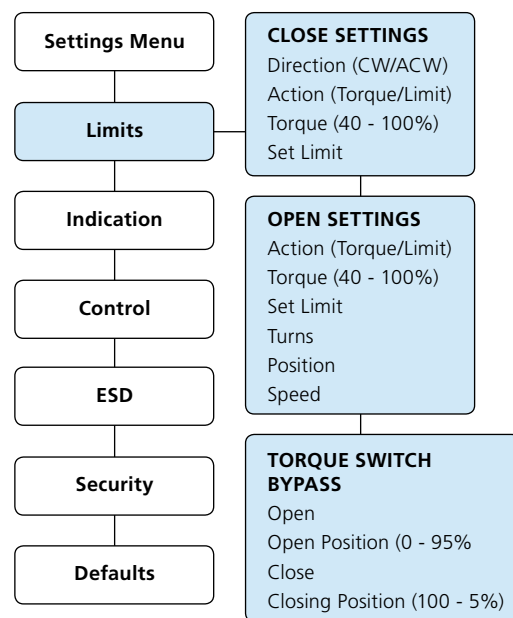 Settings Menu
Limits
Indication
Control
ESD
Security
Defaults
CLOSE SETTINGS
Direction (CW/ACW)
Action (Torque/Limit)
Torque (40 - 100%)
Set Limit
OPEN SETTINGS
Action (Torque/Limit)
Torque (40 - 100%)
Set Limit
Turns
Position
Speed
TORQUE SWITCH
BYPASS
Open
Open Position (0 - 95%
Close
Closing Position (100 - 5%)